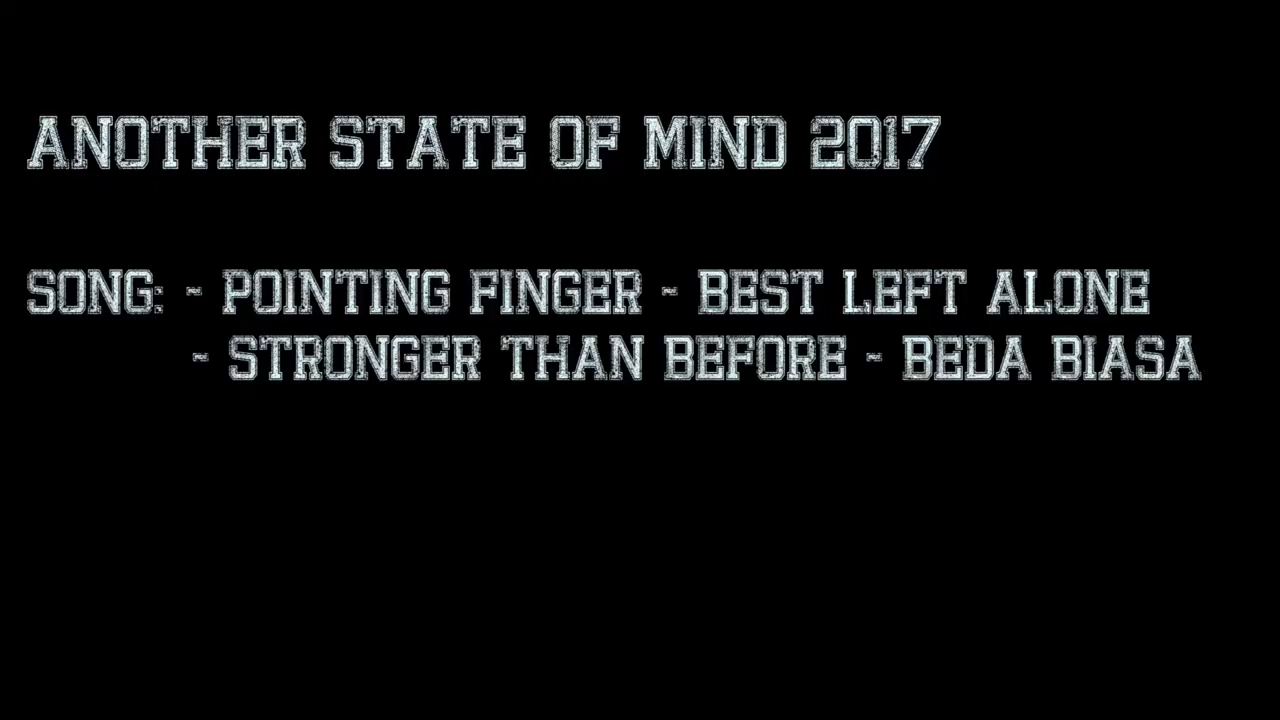 ANOTHER STATE OF MIND 2017
SONG: - POINTING FINGER - BEST LEFT ALONE
- STRONGER THAN BEFORE - BEDA BIASA